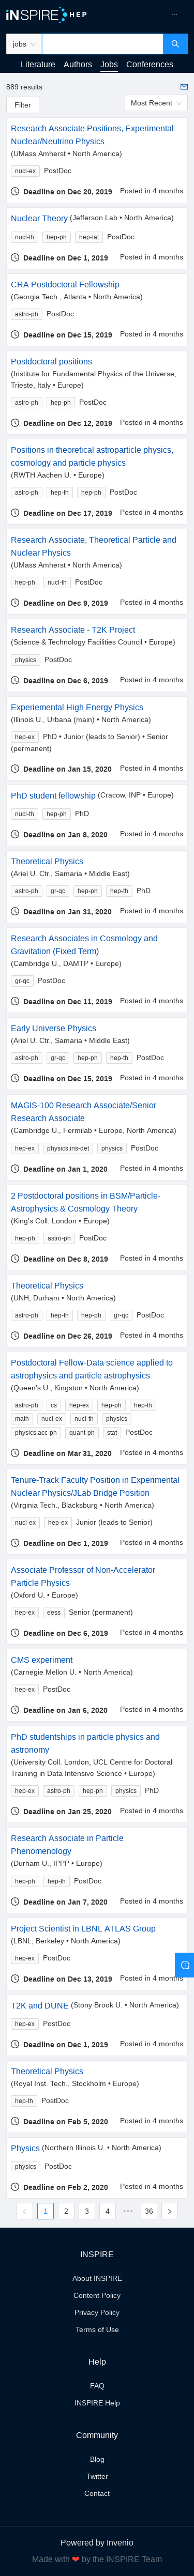 iNSPIRE HEP
...
jobs
Literature Authors Jobs Conferences
889 results
Filter
Most Recent
Research Associate Positions, Experimental
Nuclear/Neutrino Physics
(UMass Amherst • North America)
nucl-ex PostDoc
Deadline on Dec 20, 2019 Posted in 4 months
Nuclear Theory (Jefferson Lab • North America)
nucl-th hep-ph hep-lat PostDoc
Deadline on Dec 1, 2019 Posted in 4 months
CRA Postdoctoral Fellowship
(Georgia Tech., Atlanta • North America)
astro-ph PostDoc
Deadline on Dec 15, 2019 Posted in 4 months
Postdoctoral positions
(Institute for Fundamental Physics of the Universe,
Trieste, Italy • Europe)
astro-ph hep-ph PostDoc
Deadline on Dec 12, 2019 Posted in 4 months
Positions in theoretical astroparticle physics,
cosmology and particle physics
(RWTH Aachen U. • Europe)
astro-ph hep-th hep-ph PostDoc
Deadline on Dec 17, 2019 Posted in 4 months
Research Associate, Theoretical Particle and
Nuclear Physics
(UMass Amherst • North America)
hep-ph nucl-th PostDoc
Deadline on Dec 9, 2019 Posted in 4 months
Research Associate - T2K Project
(Science & Technology Facilities Council • Europe)
physics PostDoc
Deadline on Dec 6, 2019 Posted in 4 months
Experiemental High Energy Physics
(Illinois U., Urbana (main) • North America)
hep-ex PhD • Junior (leads to Senior) • Senior
(permanent)
Deadline on Jan 15, 2020 Posted in 4 months
PhD student fellowship (Cracow, INP • Europe)
nucl-th hep-ph PhD
Deadline on Jan 8, 2020 Posted in 4 months
Theoretical Physics
(Ariel U. Ctr., Samaria • Middle East)
astro-ph gr-qc hep-ph hep-th PhD
Deadline on Jan 31, 2020 Posted in 4 months
Research Associates in Cosmology and
Gravitation (Fixed Term)
(Cambridge U., DAMTP • Europe)
gr-qc PostDoc
Deadline on Dec 11, 2019 Posted in 4 months
Early Universe Physics
(Ariel U. Ctr., Samaria • Middle East)
astro-ph gr-qc hep-ph hep-th PostDoc
Deadline on Dec 15, 2019 Posted in 4 months
MAGIS-100 Research Associate/Senior
Research Associate
(Cambridge U., Fermilab • Europe, North America)
hep-ex physics.ins-det physics PostDoc
Deadline on Jan 1, 2020 Posted in 4 months
2 Postdoctoral positions in BSM/Particle-
Astrophysics & Cosmology Theory
(King's Coll. London • Europe)
hep-ph astro-ph PostDoc
Deadline on Dec 8, 2019 Posted in 4 months
Theoretical Physics
(UNH, Durham • North America)
astro-ph hep-th hep-ph gr-qc PostDoc
Deadline on Dec 26, 2019 Posted in 4 months
Postdoctoral Fellow-Data science applied to
astrophysics and particle astrophysics
(Queen's U., Kingston • North America)
astro-ph cs hep-ex hep-ph hep-th
math nucl-ex nucl-th physics
physics.acc-ph quant-ph stat PostDoc
Deadline on Mar 31, 2020 Posted in 4 months
Tenure-Track Faculty Position in Experimental
Nuclear Physics/JLab Bridge Position
(Virginia Tech., Blacksburg • North America)
nucl-ex hep-ex Junior (leads to Senior)
Deadline on Dec 1, 2019 Posted in 4 months
Associate Professor of Non-Accelerator
Particle Physics
(Oxford U. • Europe)
hep-ex eess Senior (permanent)
Deadline on Dec 6, 2019 Posted in 4 months
CMS experiment
(Carnegie Mellon U. • North America)
hep-ex PostDoc
Deadline on Jan 6, 2020 Posted in 4 months
PhD studentships in particle physics and
astronomy
(University Coll. London, UCL Centre for Doctoral
Training in Data Intensive Science • Europe)
hep-ex astro-ph hep-ph physics PhD
Deadline on Jan 25, 2020 Posted in 4 months
Research Associate in Particle
Phenomenology
(Durham U., IPPP • Europe)
hep-ph hep-th PostDoc
Deadline on Jan 7, 2020 Posted in 4 months
Project Scientist in LBNL ATLAS Group
(LBNL, Berkeley • North America)
hep-ex PostDoc
Deadline on Dec 13, 2019 Posted in 4 months
T2K and DUNE (Stony Brook U. • North America)
hep-ex PostDoc
Deadline on Dec 1, 2019 Posted in 4 months
Theoretical Physics
(Royal Inst. Tech., Stockholm • Europe)
hep-th PostDoc
Deadline on Feb 5, 2020 Posted in 4 months
Physics (Northern Illinois U. • North America)
physics PostDoc
Deadline on Feb 2, 2020 Posted in 4 months
< 1 2 3 4 ••• 36 >
INSPIRE
About INSPIRE
Content Policy
Privacy Policy
Terms of Use
Help
FAQ
INSPIRE Help
Community
Blog
Twitter
Contact
Powered by Invenio
Made with ❤ by the INSPIRE Team